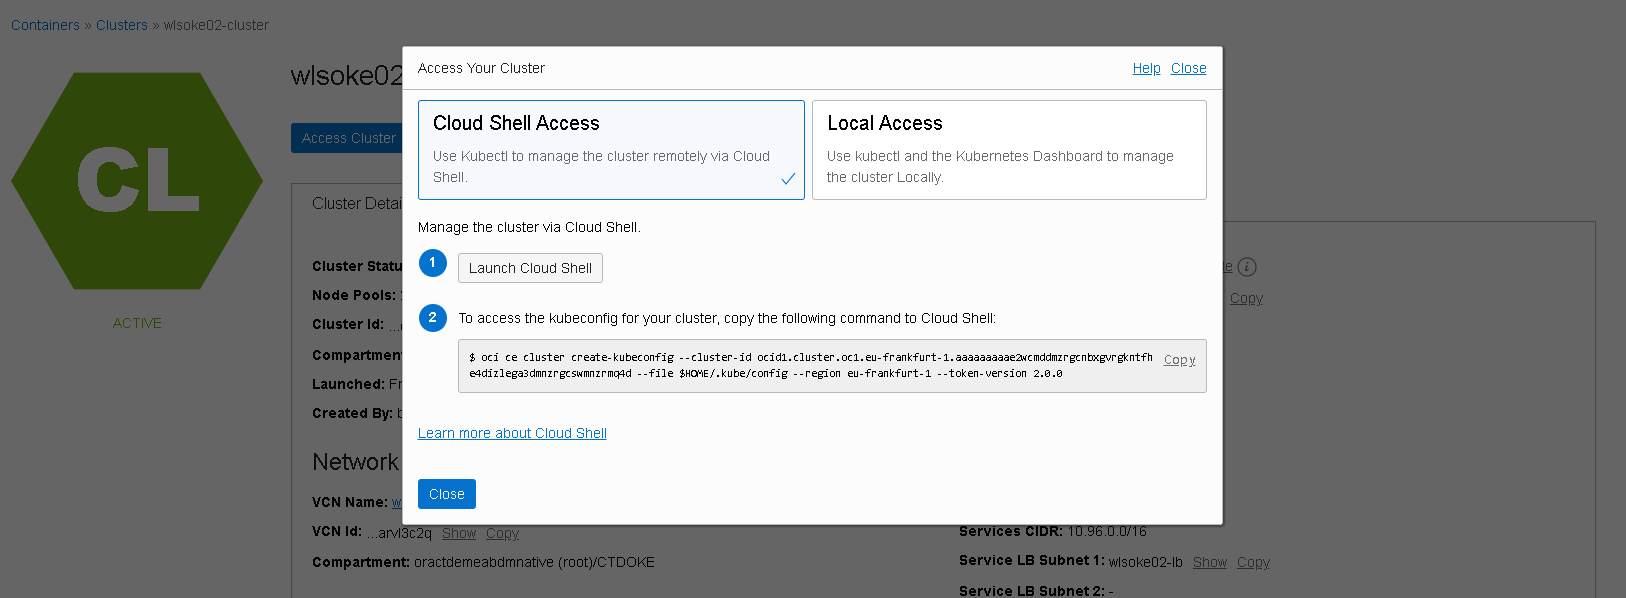 Containers » Clusters » wlsoke02-cluster
CL
ACTIVE
wlsoke02
Access Cluster
Cluster Detai
Cluster Statu
Node Pools:
Cluster Id: ...
Compartmen
Launched: Fr
Created By:
Network
VCN Name: w
VCN Id: ...arvl3c2q Show Copy
Compartment: oractdemeabdmnative (root)/CTDOKE
Access Your Cluster
Help Close
Cloud Shell Access
Use Kubectl to manage the cluster remotely via Cloud
Shell.
Local Access
Use kubectl and the Kubernetes Dashboard to manage
the cluster Locally.
Manage the cluster via Cloud Shell.
1 Launch Cloud Shell
2 To access the kubeconfig for your cluster, copy the following command to Cloud Shell:
$ oci ce cluster create-kubeconfig --cluster-id ocid1.cluster.oc1.eu-frankfurt-1.aaaaaaaaae2wcmddmzrgcnbxgvrgkntfh
e4dizlega3dmnzrgcswmnzrmq4d --file $HOME/.kube/config --region eu-frankfurt-1 --token-version 2.0.0
Copy
Learn more about Cloud Shell
Close
Copy
Services CIDR: 10.96.0.0/16
Service LB Subnet 1: wlsoke02-lb Show Copy
Service LB Subnet 2: -